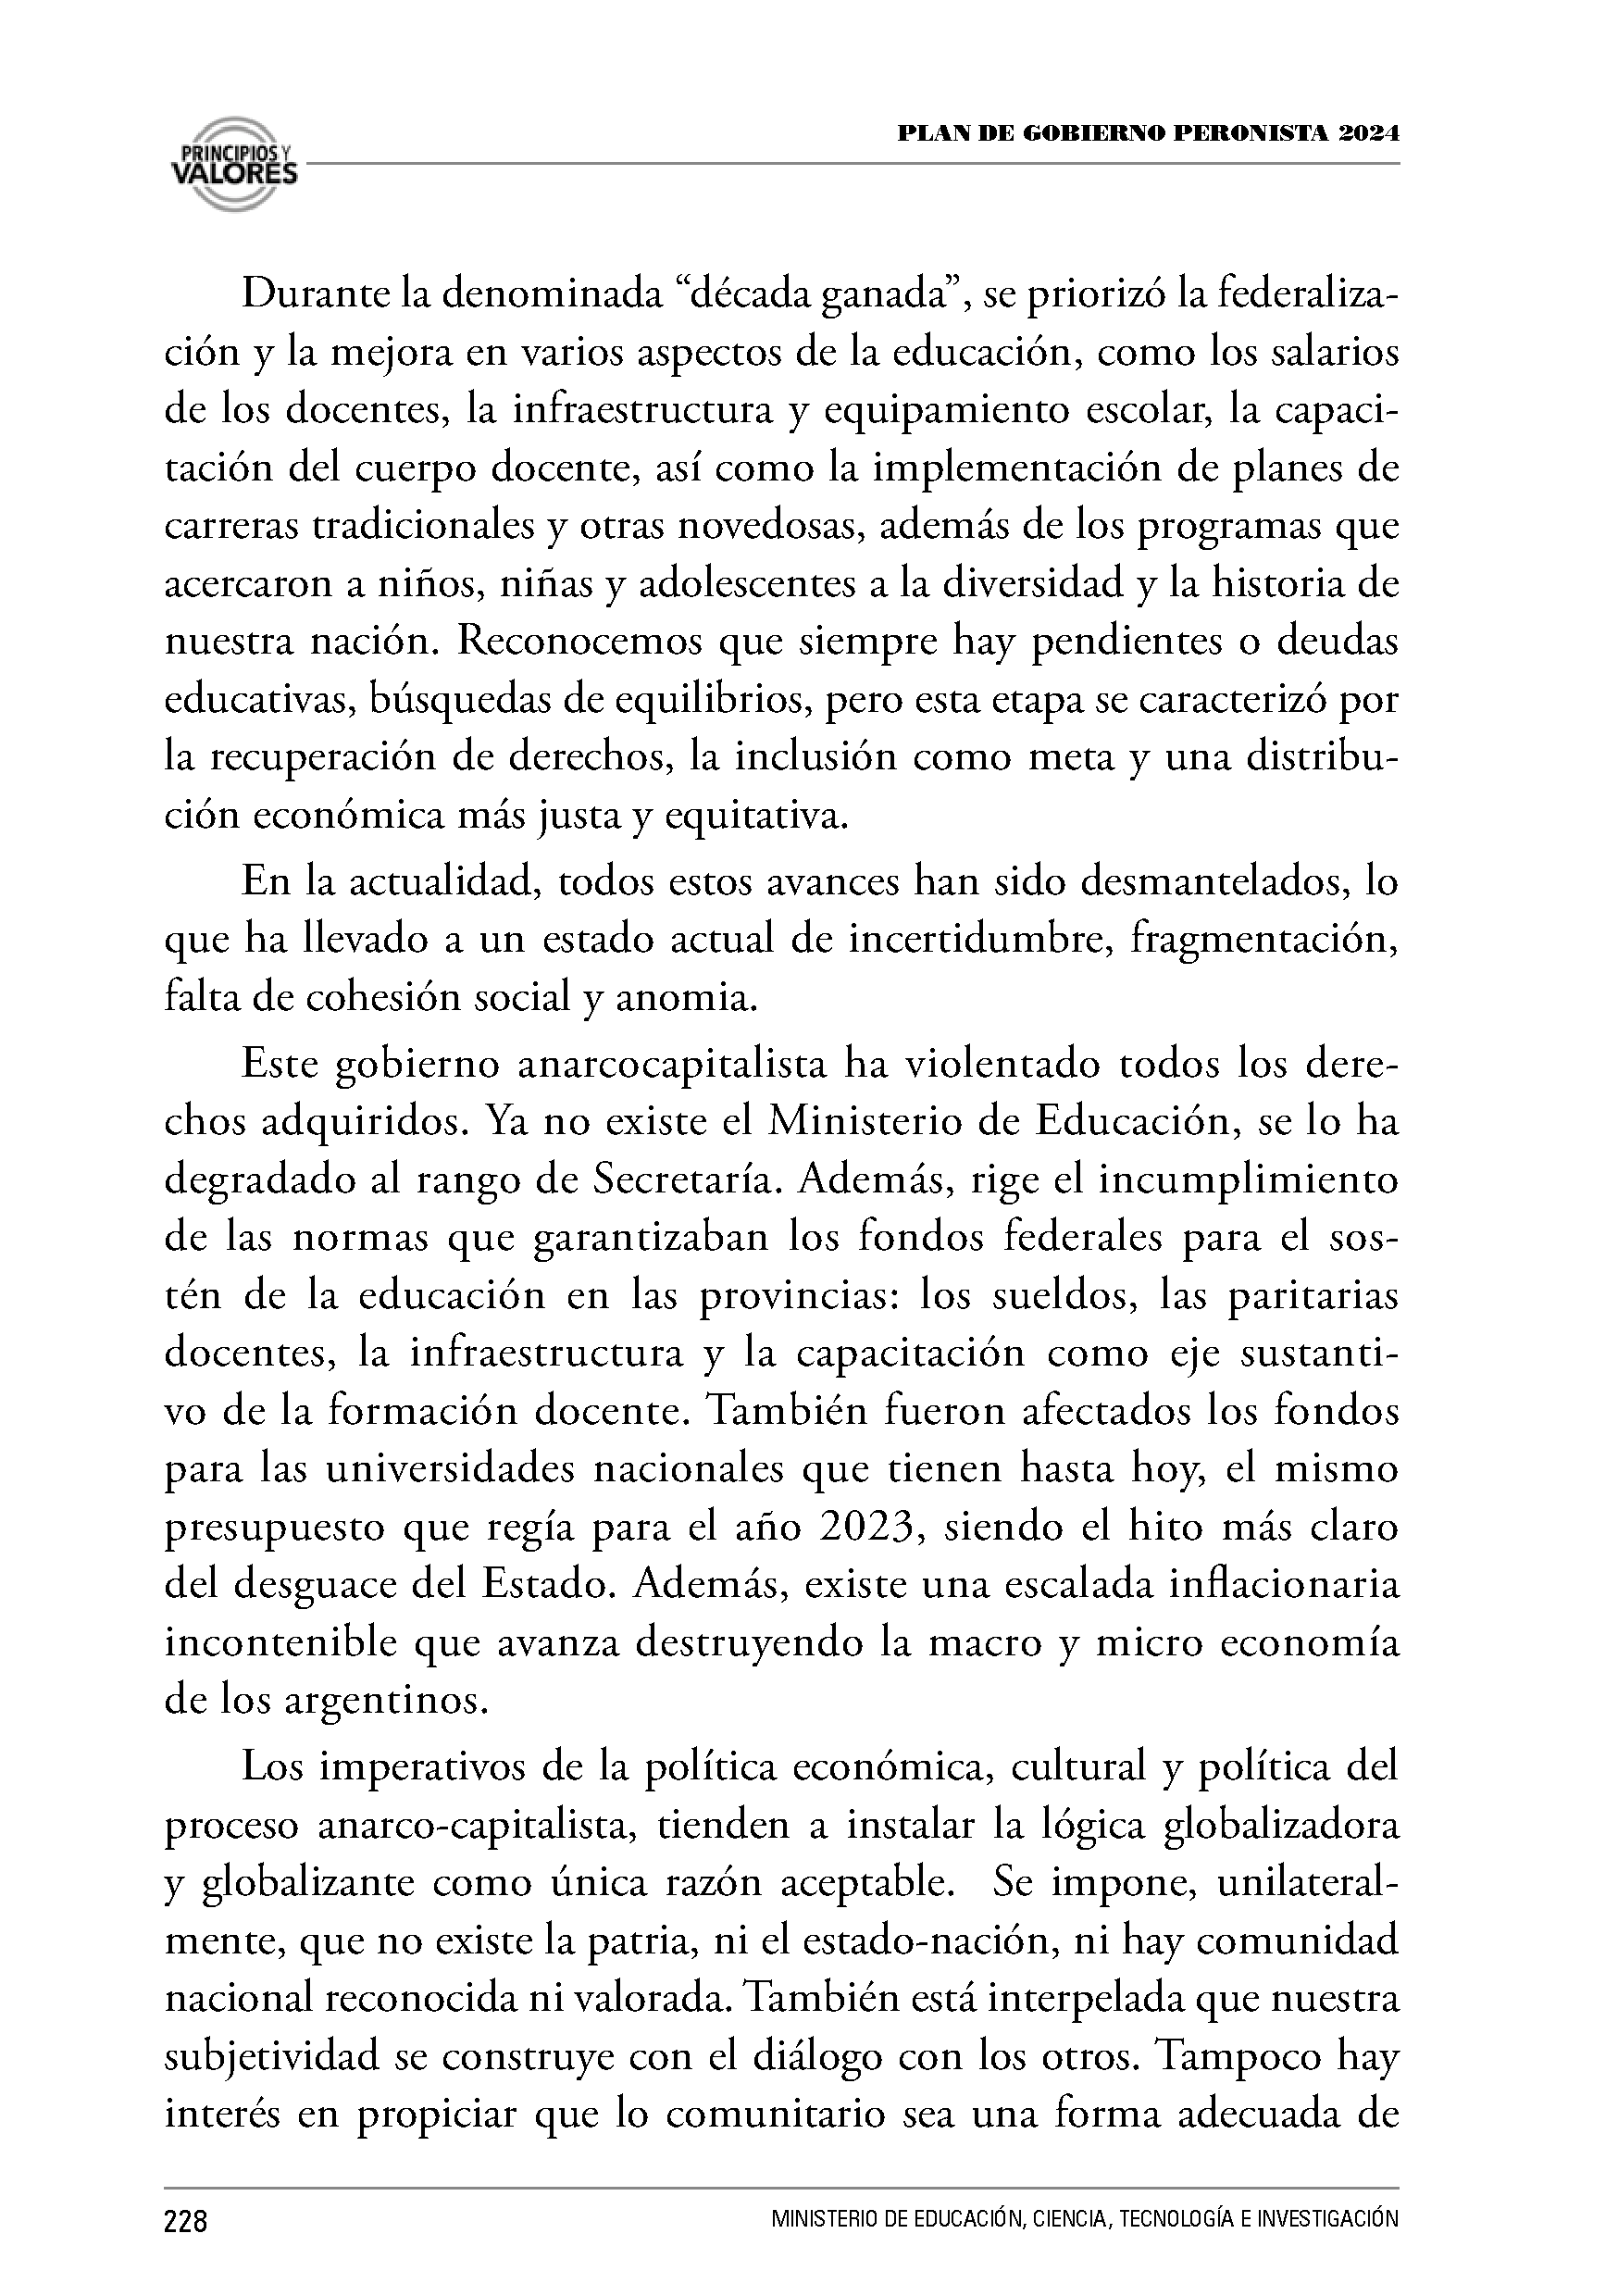 PRINCIPIOS Y
VALORES
PLAN DE GOBIERNO PERONISTA 2024
Durante la denominada “década ganada”, se priorizó la federaliza-
ción y la mejora en varios aspectos de la educación, como los salarios
de los docentes, la infraestructura y equipamiento escolar, la capaci-
tación del cuerpo docente, así como la implementación de planes de
carreras tradicionales y otras novedosas, además de los programas que
acercaron a niños, niñas y adolescentes a la diversidad y la historia de
nuestra nación. Reconocemos que siempre hay pendientes o deudas
educativas, búsquedas de equilibrios, pero esta etapa se caracterizó por
la recuperación de derechos, la inclusión como meta y una distribu-
ción económica más justa y equitativa.
En la actualidad, todos estos avances han sido desmantelados, lo
que ha llevado a un estado actual de incertidumbre, fragmentación,
falta de cohesión social y anomia.
Este gobierno anarcocapitalista ha violentado todos los dere-
chos adquiridos. Ya no existe el Ministerio de Educación, se lo ha
degradado al rango de Secretaría. Además, rige el incumplimiento
de las normas que garantizaban los fondos federales para el sos-
tén de la educación en las provincias: los sueldos, las paritarias
docentes, la infraestructura y la capacitación como eje sustanti-
vo de la formación docente. También fueron afectados los fondos
para las universidades nacionales que tienen hasta hoy, el mismo
presupuesto que regía para el año 2023, siendo el hito más claro
del desguace del Estado. Además, existe una escalada inflacionaria
incontenible que avanza destruyendo la macro y micro economía
de los argentinos.
Los imperativos de la política económica, cultural y política del
proceso anarco-capitalista, tienden a instalar la lógica globalizadora
y globalizante como única razón aceptable.  Se impone, unilateral-
mente, que no existe la patria, ni el estado-nación, ni hay comunidad
nacional reconocida ni valorada. También está interpelada que nuestra
subjetividad se construye con el diálogo con los otros. Tampoco hay
interés en propiciar que lo comunitario sea una forma adecuada de
228
MINISTERIO DE EDUCACIÓN, CIENCIA, TECNOLOGÍA E INVESTIGACIÓN